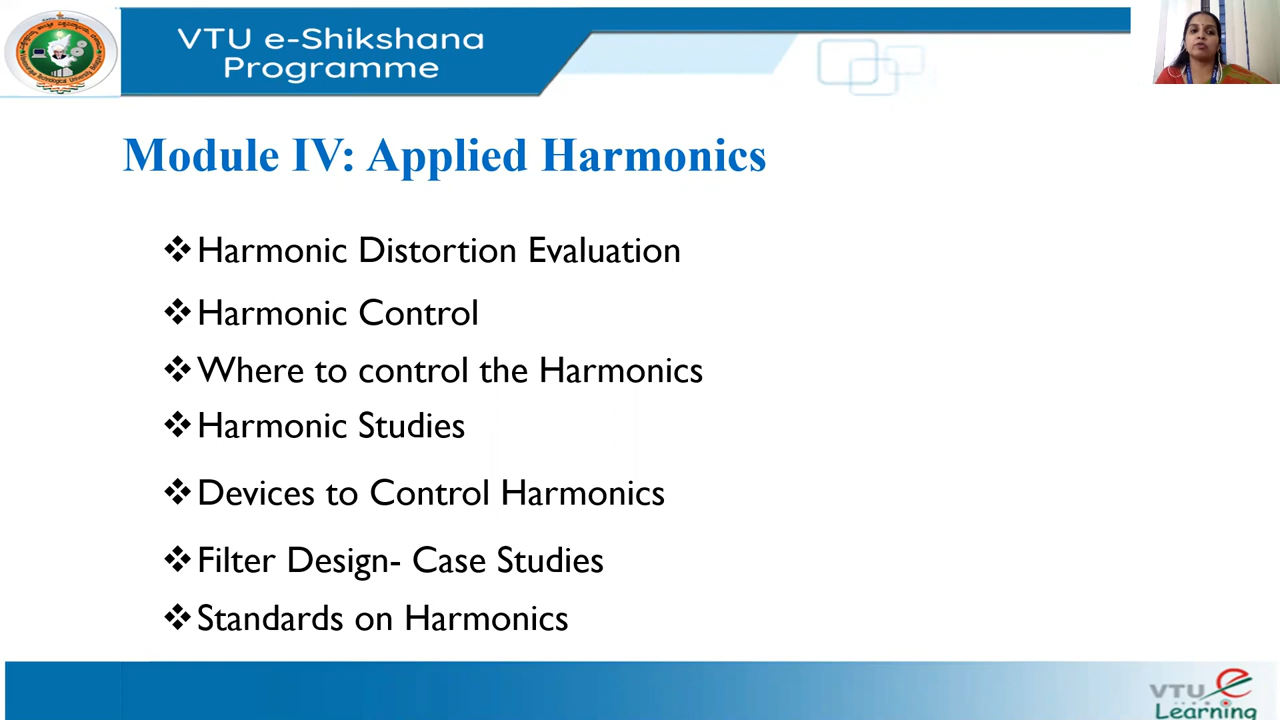 VTU e-Shikshana
Programme
Module IV: Applied Harmonics
❖Harmonic Distortion Evaluation
❖Harmonic Control
❖Where to control the Harmonics
❖Harmonic Studies
❖Devices to Control Harmonics
❖Filter Design- Case Studies
❖Standards on Harmonics
VTU e
Learning